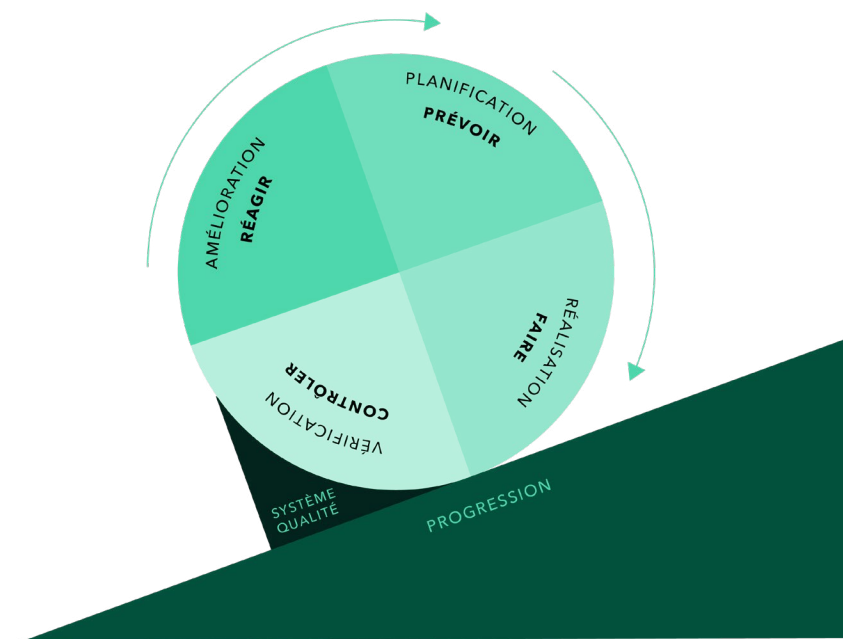 PLANIFICATION
PRÉVOIR
RÉALISATION
FAIRE
VÉRIFICATION
CONTRÔLER
AMÉLIORATION
RÉAGIR
SYSTÈME
QUALITÉ
PROGRESSION